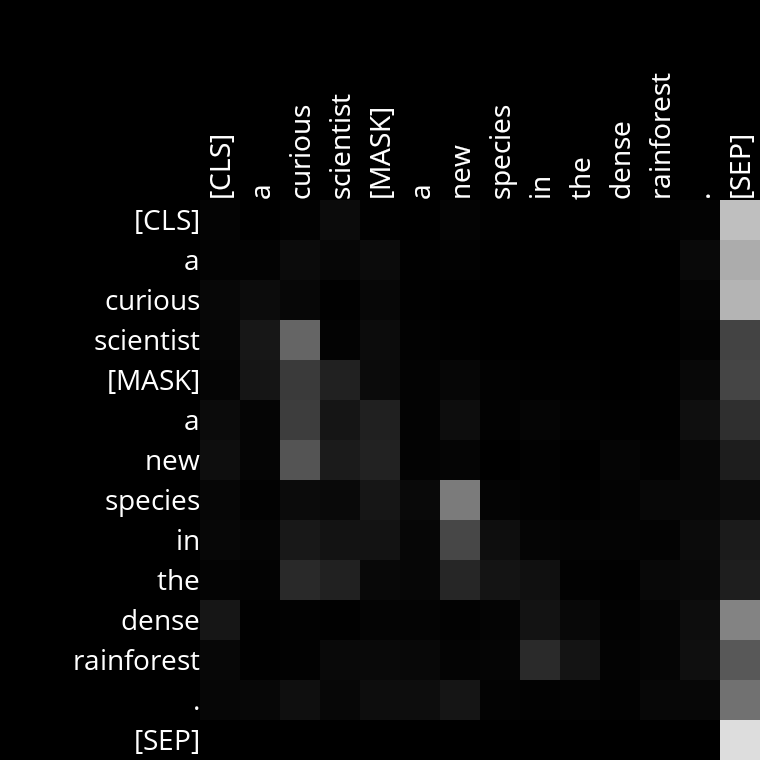 [CLS] a curious scientist [MASK] a new species in the dense rainforest . [SEP]
[CLS]
a
curious
scientist
[MASK]
a
new
species
in
the
dense
rainforest
.
[SEP]